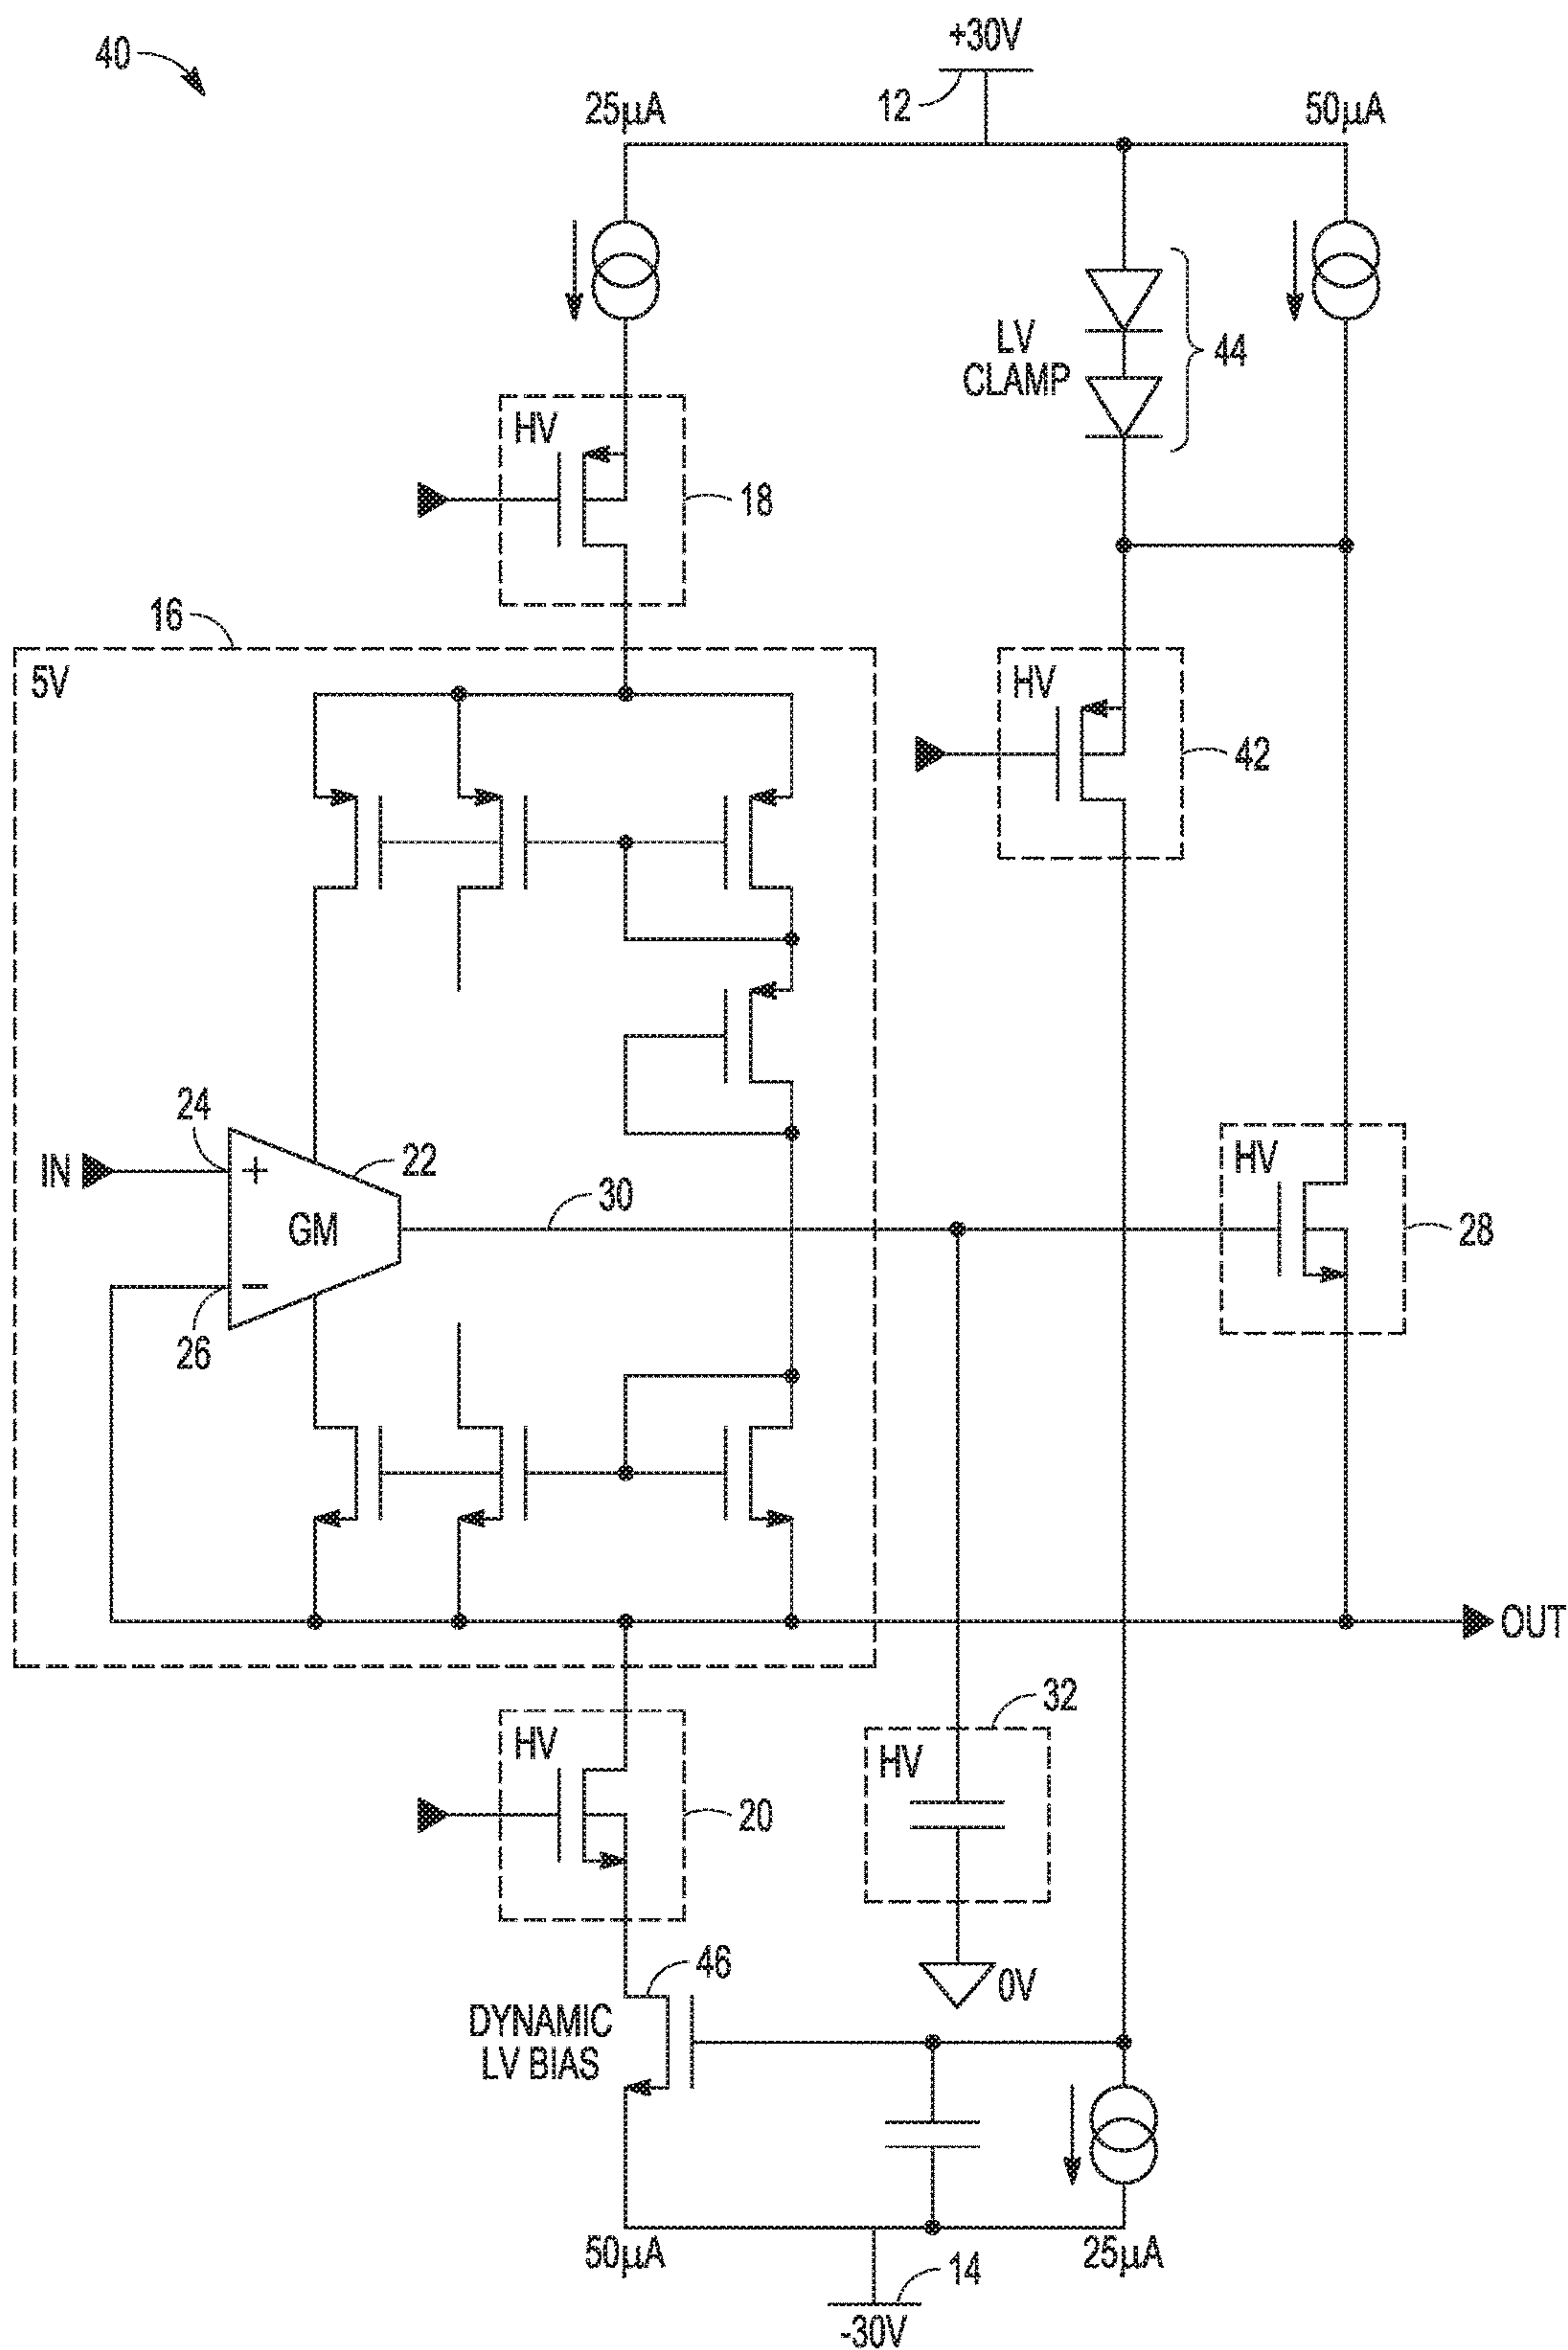 40
+30V
12
25µA
50µA
LV
CLAMP
44
HV
18
16
5V
HV
42
24
IN
+
22
30
GM
HV
28
−
26
OUT
32
HV
HV
20
46
0V
DYNAMIC
LV BIAS
50µA
25µA
14
-30V